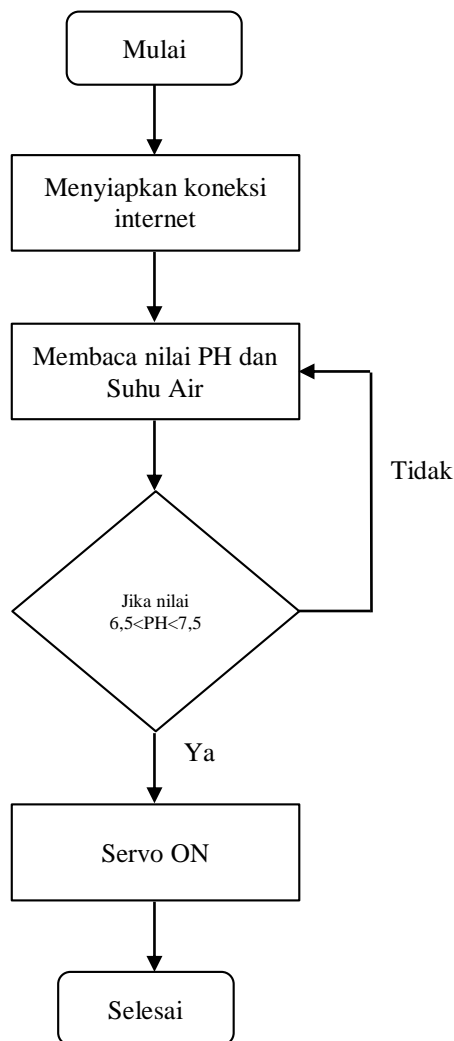 Mulai
Menyiapkan koneksi
internet
Membaca nilai PH dan
Suhu Air
Tidak
Jika nilai
6,5<PH<7,5
Ya
Servo ON
Selesai